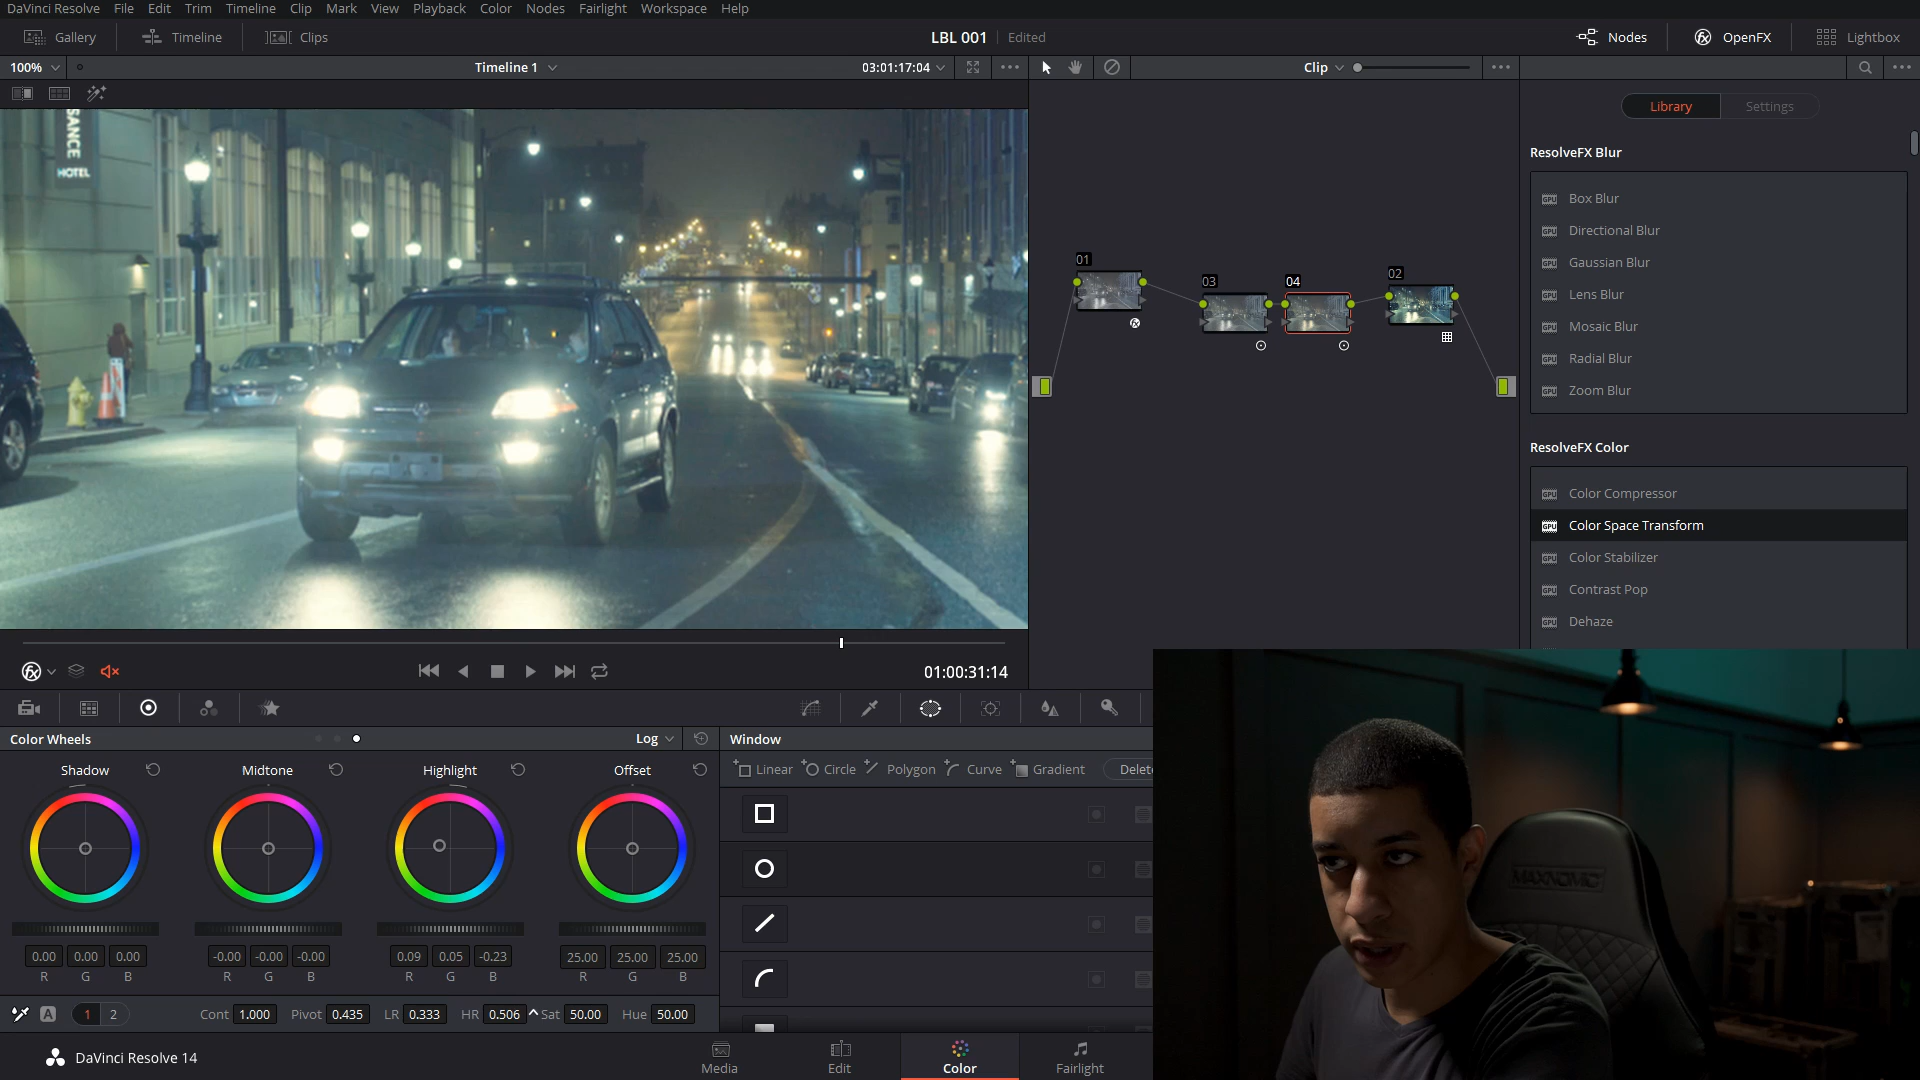 DaVinci Resolve File Edit Trim Timeline Clip Mark View Playback Color Nodes Fairlight Workspace Help
Gallery Timeline Clips LBL 001 Edited Nodes OpenFX Lightbox
100% Timeline 1 03:01:17:04 Clip
Library Settings
SANCE
HOTEL
ResolveFX Blur
Box Blur
Directional Blur
Gaussian Blur
Lens Blur
Mosaic Blur
Radial Blur
Zoom Blur
ResolveFX Color
Color Compressor
Color Space Transform
Color Stabilizer
Contrast Pop
Dehaze
01
03
04
02
01:00:31:14
Color Wheels Log Window
Shadow Midtone Highlight Offset
Linear Circle Polygon Curve Gradient Delet
0.00 0.00 0.00 -0.00 -0.00 -0.00 0.09 0.05 -0.23 25.00 25.00 25.00
R G B R G B R G B R G B
A 1 2 Cont 1.000 Pivot 0.435 LR 0.333 HR 0.506 Sat 50.00 Hue 50.00
DaVinci Resolve 14 Media Edit Color Fairlight
MAXNOMIC